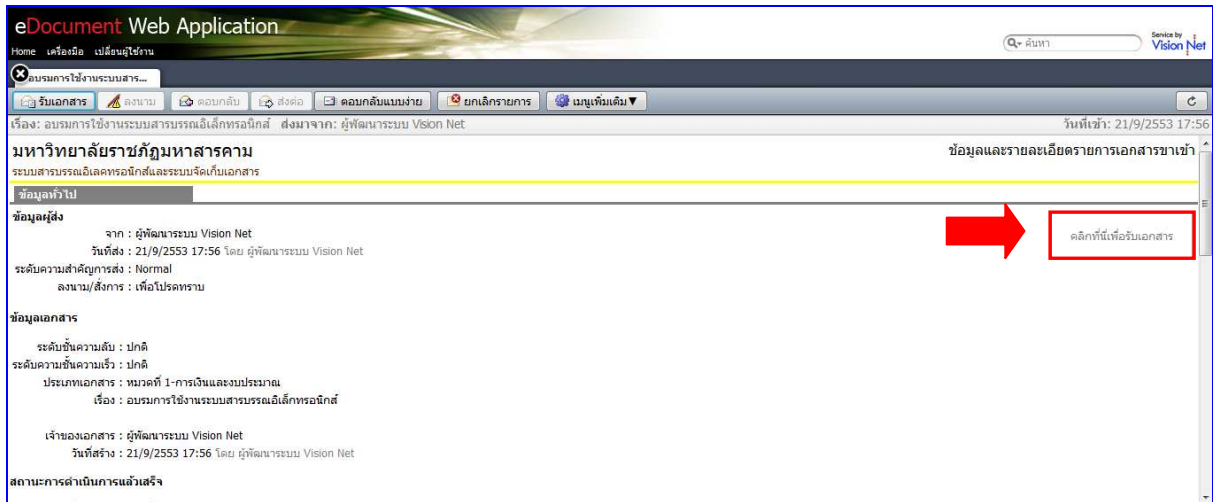 eDocument Web Application
Home เครื่องมือ เปลี่ยนผู้ใช้งาน
ค้นหา
Service by
Vision Net
อบรมการใช้งานระบบสาร...
รับเอกสาร ลงนาม ตอบกลับ ส่งต่อ ตอบกลับแบบง่าย ยกเลิกรายการ เมนูเพิ่มเติม▼
เรื่อง: อบรมการใช้งานระบบสารบรรณอิเล็กทรอนิกส์ ส่งมาจาก: ผู้พัฒนาระบบ Vision Net วันที่เข้า: 21/9/2553 17:56
มหาวิทยาลัยราชภัฏมหาสารคาม ข้อมูลและรายละเอียดรายการเอกสารขาเข้า
ระบบสารบรรณอิเลคทรอนิกส์และระบบจัดเก็บเอกสาร
ข้อมูลทั่วไป
ข้อมูลผู้ส่ง
จาก : ผู้พัฒนาระบบ Vision Net
คลิกที่นี่เพื่อรับเอกสาร
วันที่ส่ง : 21/9/2553 17:56 โดย ผู้พัฒนาระบบ Vision Net
ระดับความสำคัญการส่ง : Normal
ลงนาม/สั่งการ : เพื่อโปรดทราบ
ข้อมูลเอกสาร
ระดับชั้นความลับ : ปกติ
ระดับความชั้นความเร็ว : ปกติ
ประเภทเอกสาร : หมวดที่ 1-การเงินและงบประมาณ
เรื่อง : อบรมการใช้งานระบบสารบรรณอิเล็กทรอนิกส์
เจ้าของเอกสาร : ผู้พัฒนาระบบ Vision Net
วันที่สร้าง : 21/9/2553 17:56 โดย ผู้พัฒนาระบบ Vision Net
สถานะการดำเนินการแล้วเสร็จ